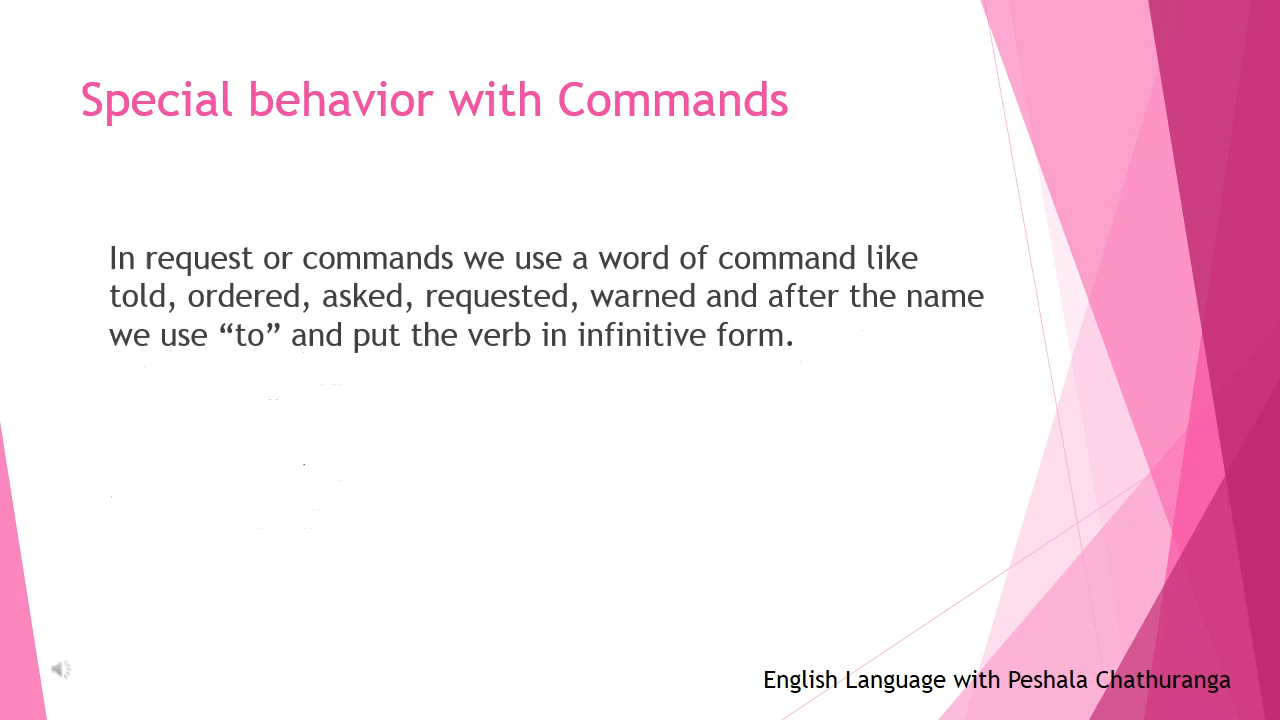 Special behavior with Commands
In request or commands we use a word of command like
told, ordered, asked, requested, warned and after the name
we use “to” and put the verb in infinitive form.
English Language with Peshala Chathuranga